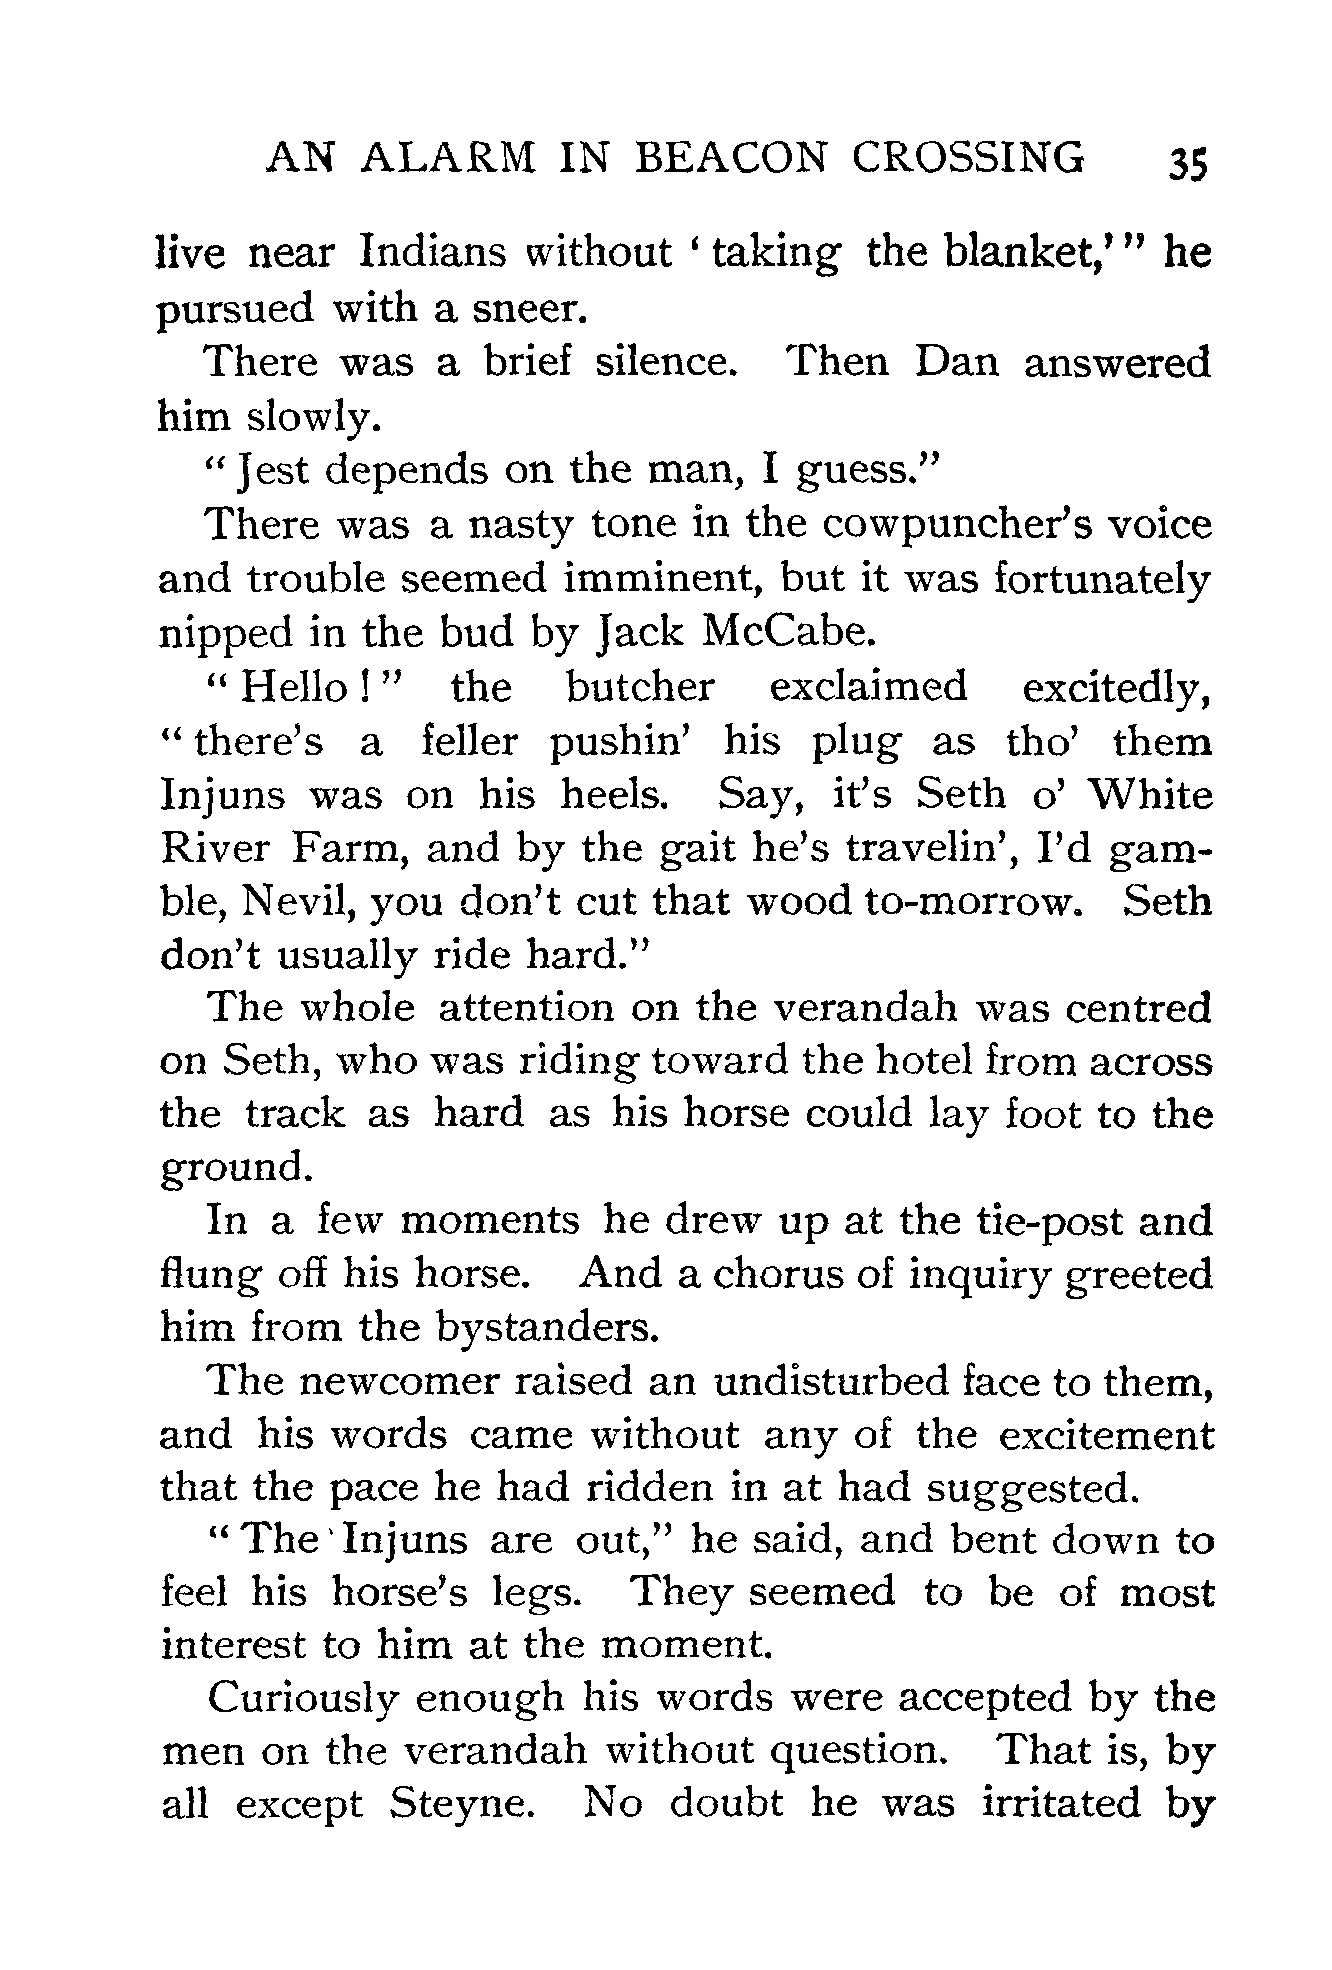 AN ALARM IN BEACON CROSSING 35
live near Indians without ‘ taking the blanket,’ ” he
pursued with a sneer.
There was a brief silence. Then Dan answered
him slowly.
“ Jest depends on the man, I guess.”
There was a nasty tone in the cowpuncher’s voice
and trouble seemed imminent, but it was fortunately
nipped in the bud by Jack McCabe.
“ Hello ! ” the butcher exclaimed excitedly,
“ there’s a feller pushin’ his plug as tho’ them
Injuns was on his heels. Say, it’s Seth o’ White
River Farm, and by the gait he’s travelin’, I’d gam-
ble, Nevil, you don’t cut that wood to-morrow. Seth
don’t usually ride hard.”
The whole attention on the verandah was centred
on Seth, who was riding toward the hotel from across
the track as hard as his horse could lay foot to the
ground.
In a few moments he drew up at the tie-post and
flung off his horse. And a chorus of inquiry greeted
him from the bystanders.
The newcomer raised an undisturbed face to them,
and his words came without any of the excitement
that the pace he had ridden in at had suggested.
“ The Injuns are out,” he said, and bent down to
feel his horse’s legs. They seemed to be of most
interest to him at the moment.
Curiously enough his words were accepted by the
men on the verandah without question. That is, by
all except Steyne. No doubt he was irritated by